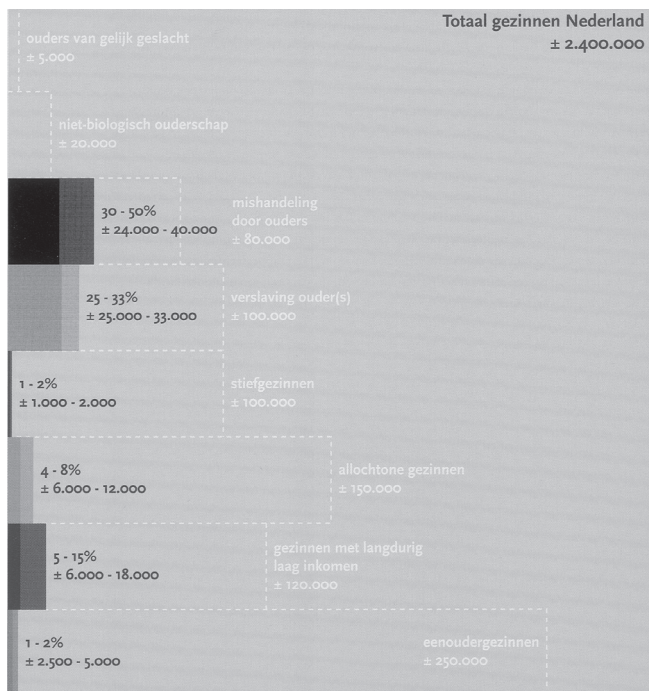 Totaal gezinnen Nederland
± 2.400.000
ouders van gelijk geslacht
± 5.000
niet-biologisch ouderschap
± 20.000
30 - 50%
± 24.000 - 40.000
mishandeling
door ouders
± 80.000
25 - 33%
± 25.000 - 33.000
verslaving ouder(s)
± 100.000
1 - 2%
± 1.000 - 2.000
stiefgezinnen
± 100.000
4 - 8%
± 6.000 - 12.000
allochtone gezinnen
± 150.000
5 - 15%
± 6.000 - 18.000
gezinnen met langdurig
laag inkomen
± 120.000
1 - 2%
± 2.500 - 5.000
eenoudergezinnen
± 250.000